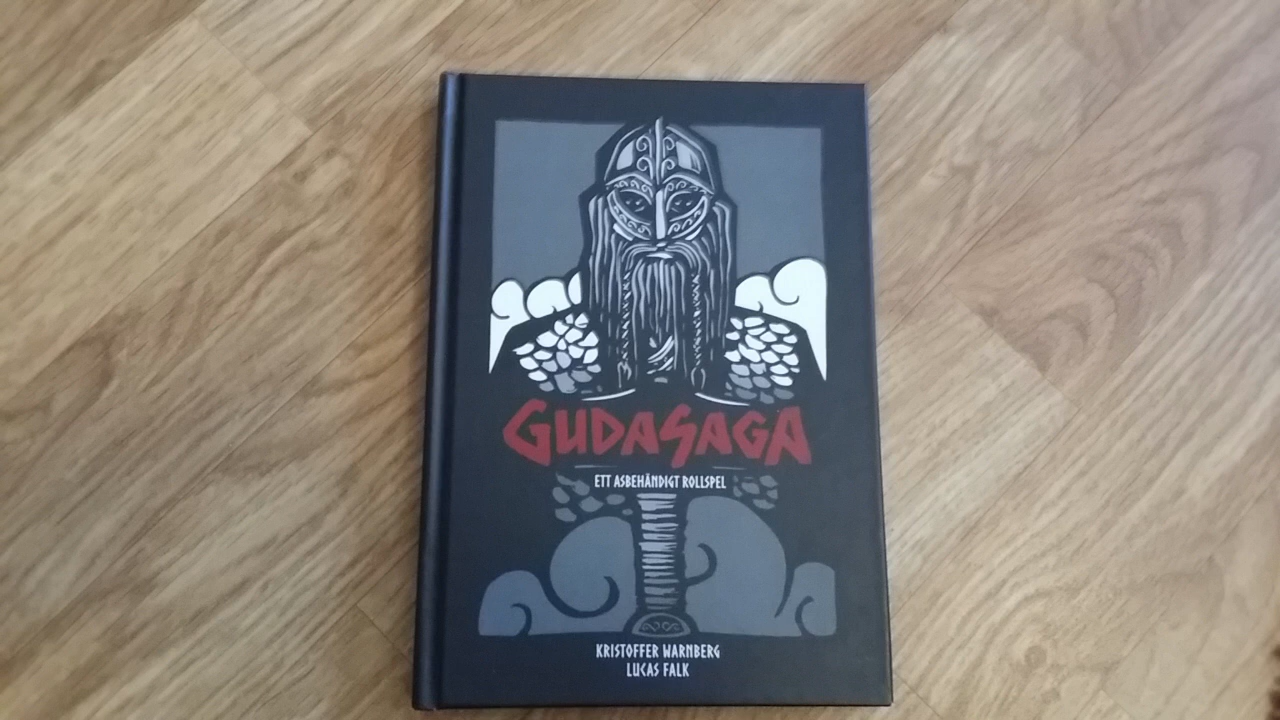 GUDASAGA
ETT ASBEHÄNDIGT ROLLSPEL
KRISTOFFER WARNBERG
LUCAS FALK